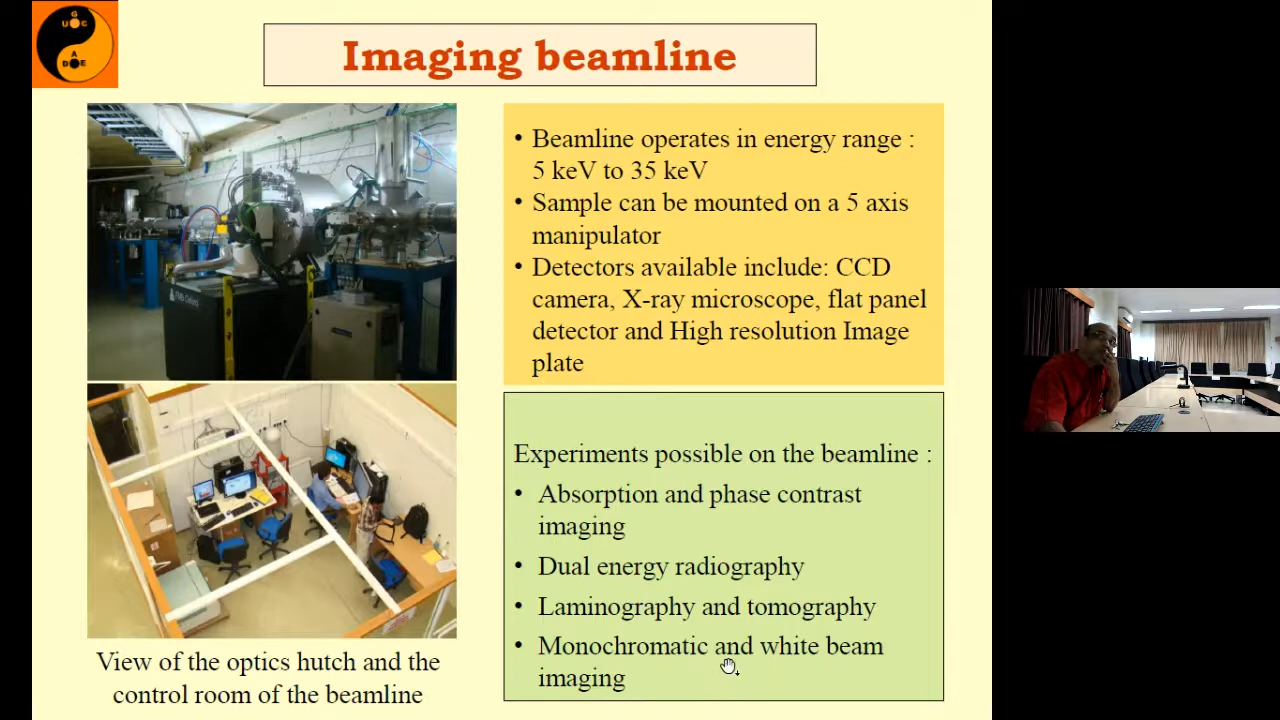 G
UGC
A
DAE
Imaging beamline
• Beamline operates in energy range :
5 keV to 35 keV
• Sample can be mounted on a 5 axis
manipulator
• Detectors available include: CCD
camera, X-ray microscope, flat panel
detector and High resolution Image
plate
Experiments possible on the beamline :
• Absorption and phase contrast
imaging
• Dual energy radiography
• Laminography and tomography
• Monochromatic and white beam
imaging
View of the optics hutch and the
control room of the beamline